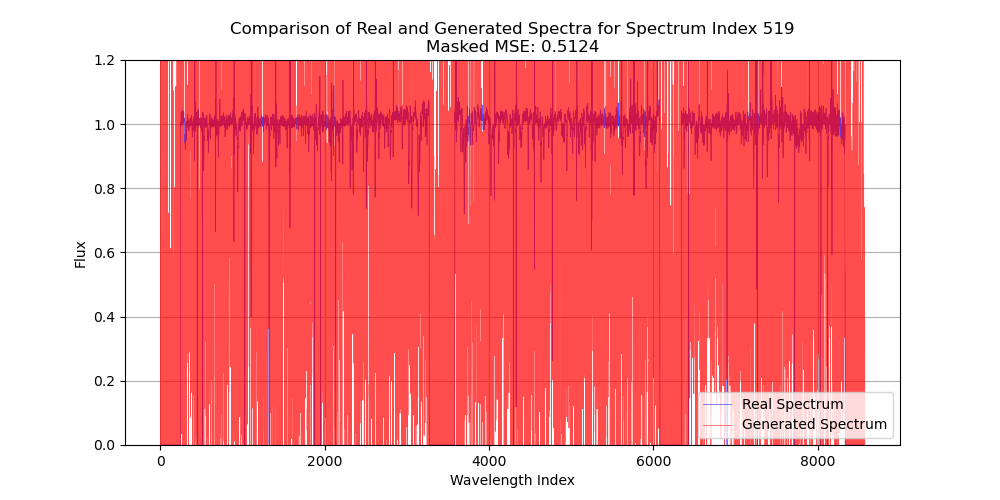 Comparison of Real and Generated Spectra for Spectrum Index 519
Masked MSE: 0.5124
1.2
1.0
0.8
0.6
0.4
0.2
0.0
Flux
Real Spectrum
Generated Spectrum
0 2000 4000 6000 8000
Wavelength Index